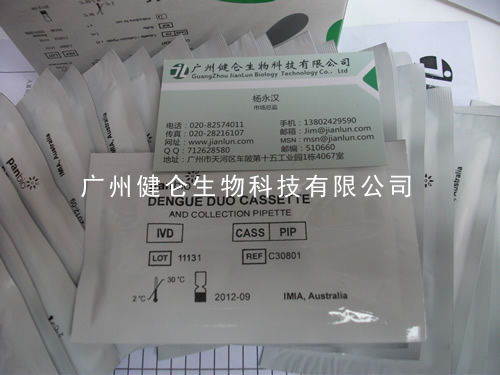 广州健仑生物科技有限公司
GuangZhou JianLun Biology Technology Co., Ltd
杨永汉
市场总监
电话:020-82574011
手机:13802429590
传真:020-28216107
邮箱:Jim@jianlun.com
网址:www.jianlun.com
MSN:msn@jianlun.com
QQ:712628580
邮编:510660
地址:广州市天河区车陂第十五工业园1栋4067室
广州健仑生物科技有限公司
DENGUE DUO CASSETTE
AND COLLECTION PIPETTE
IVD
CASS PIP
LOT 11131
REF C30801
30 °C
2 °C
2012-09
IMIA, Australia
IMIA, Australia